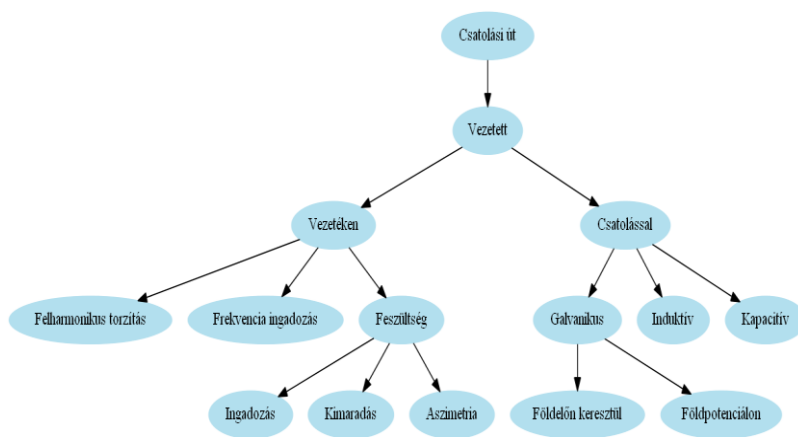 Csatolási út
Vezetett
Vezetéken
Csatolással
Felharmonikus torzítás
Frekvencia ingadozás
Feszültség
Galvanikus
Induktív
Kapacitív
Ingadozás
Kimaradás
Aszimetria
Földelőn keresztül
Földpotenciálon